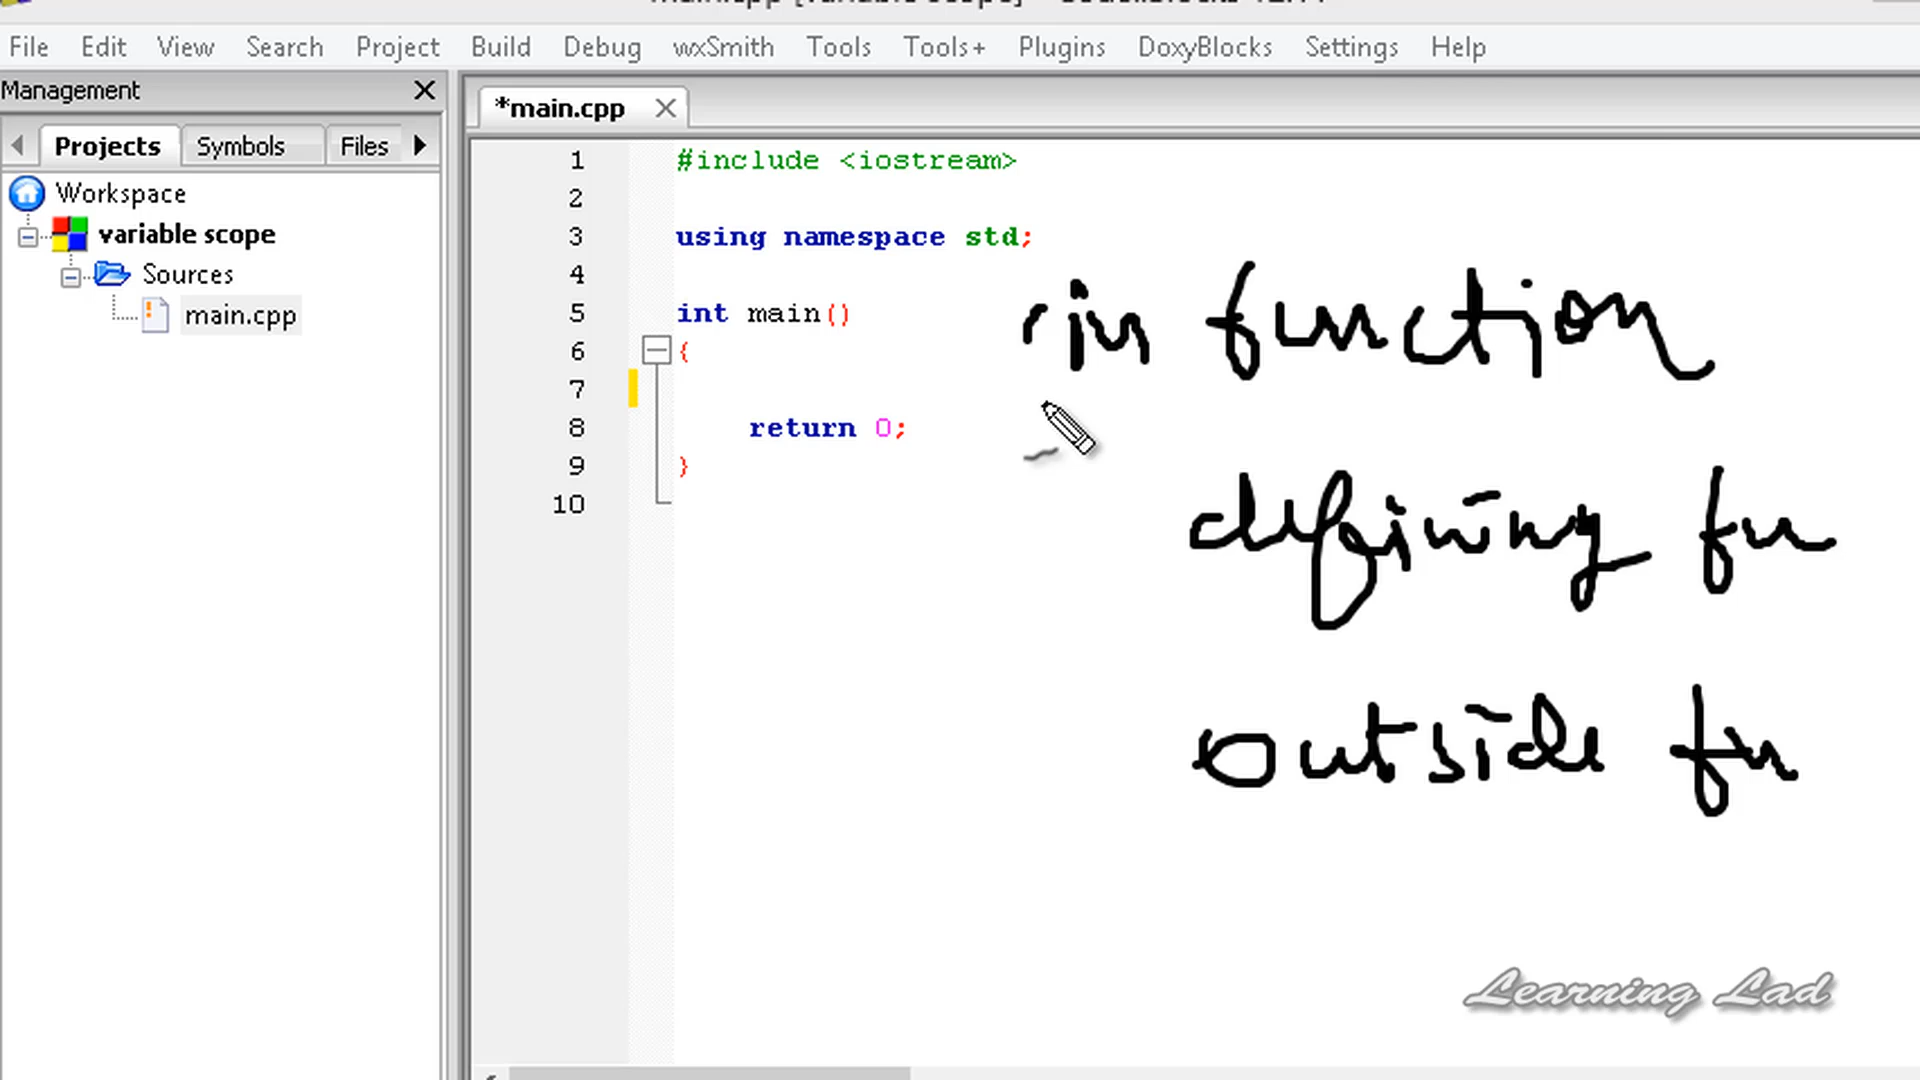 File Edit View Search Project Build Debug wxSmith Tools Tools+ Plugins DoxyBlocks Settings Help
Management
*main.cpp
Projects Symbols Files
Workspace
variable scope
Sources
main.cpp
1 #include <iostream>
2
3 using namespace std;
4
5 int main()
6 {
7
8 return 0;
9 }
10
in function
defining fn
outside fn
Learning Lad